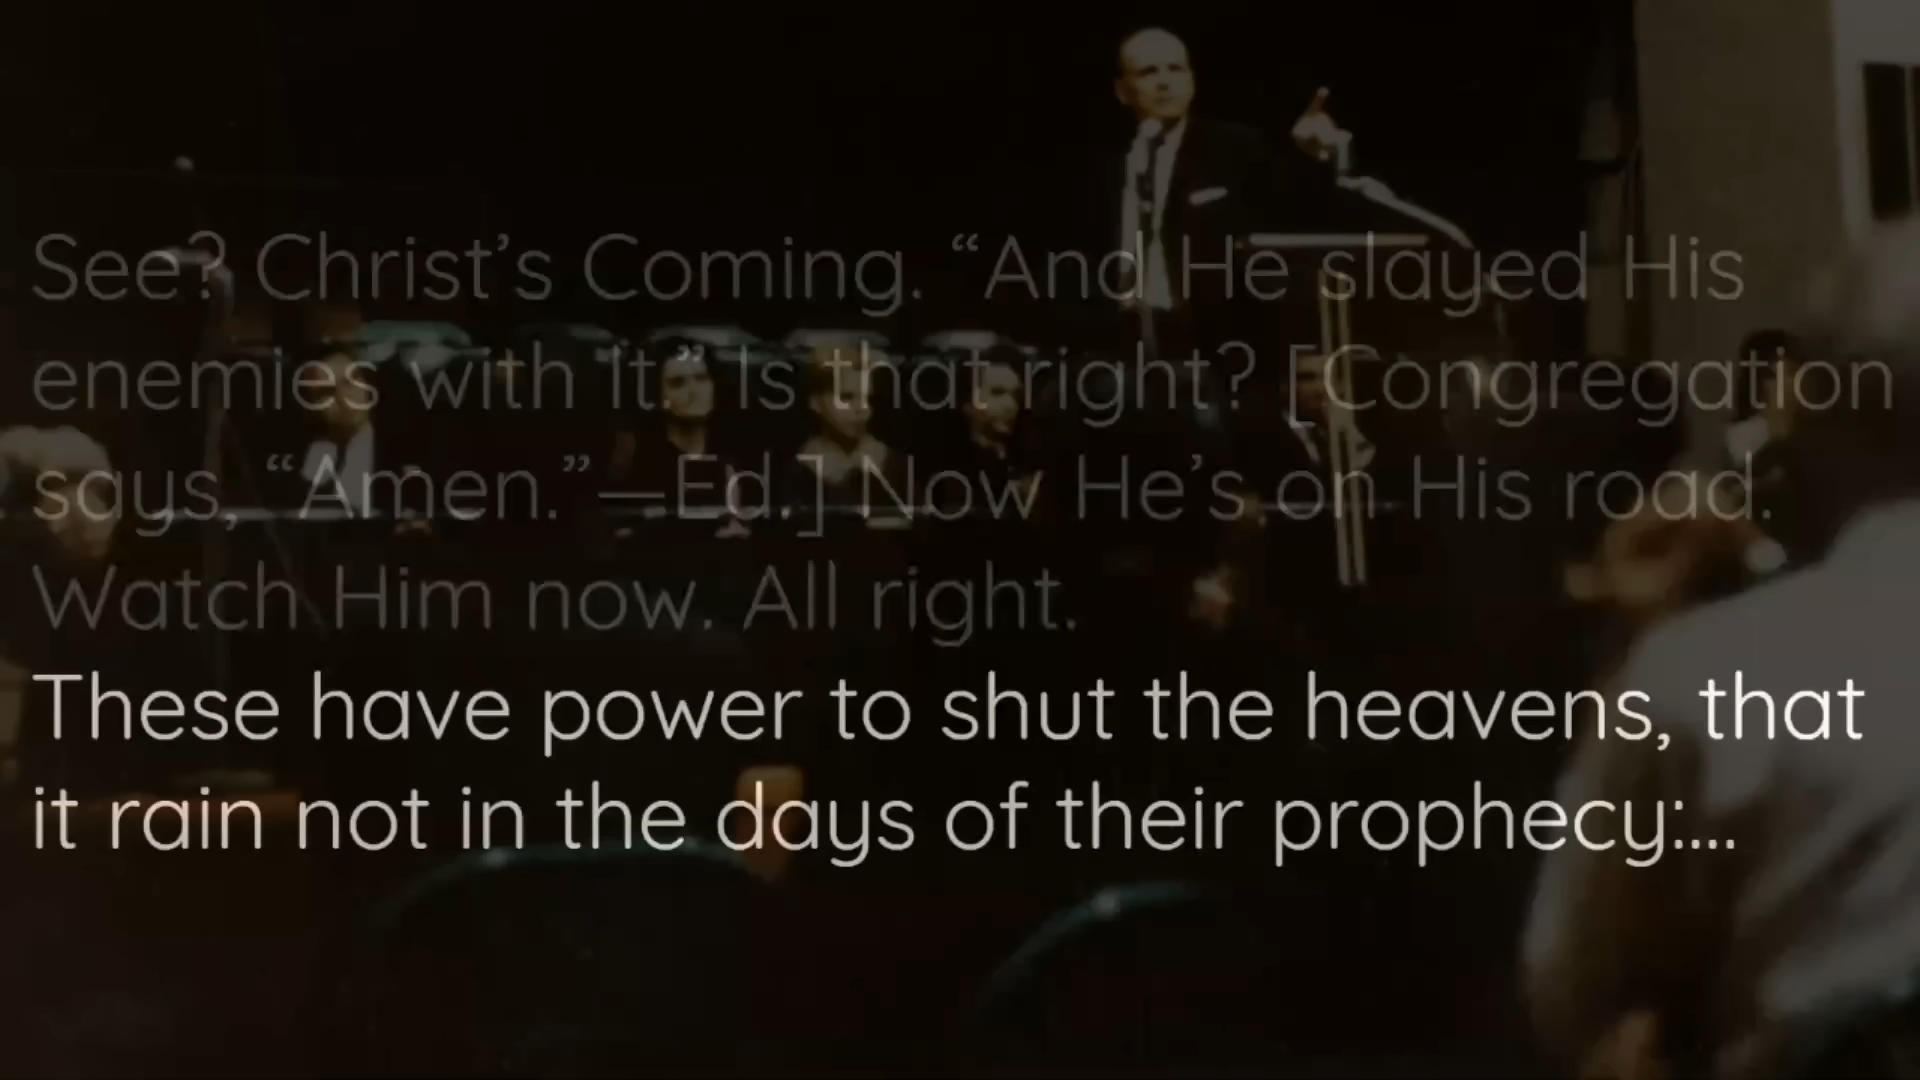 See? Christ’s Coming. “And He slayed His
enemies with it.” Is that right? [Congregation
says, “Amen.”—Ed.] Now He’s on His road.
Watch Him now. All right.
These have power to shut the heavens, that
it rain not in the days of their prophecy:...